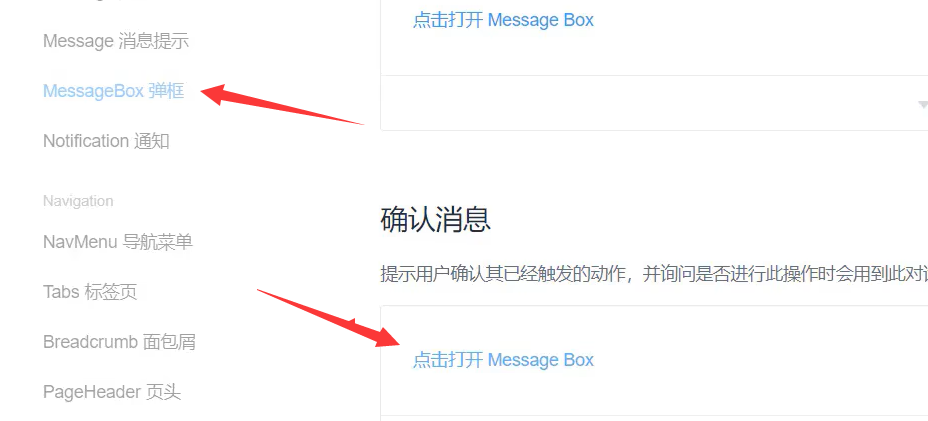 Message 消息提示
MessageBox 弹框
Notification 通知
Navigation
NavMenu 导航菜单
Tabs 标签页
Breadcrumb 面包屑
PageHeader 页头
点击打开 Message Box
确认消息
提示用户确认其已经触发的动作，并询问是否进行此操作时会用到此对
点击打开 Message Box